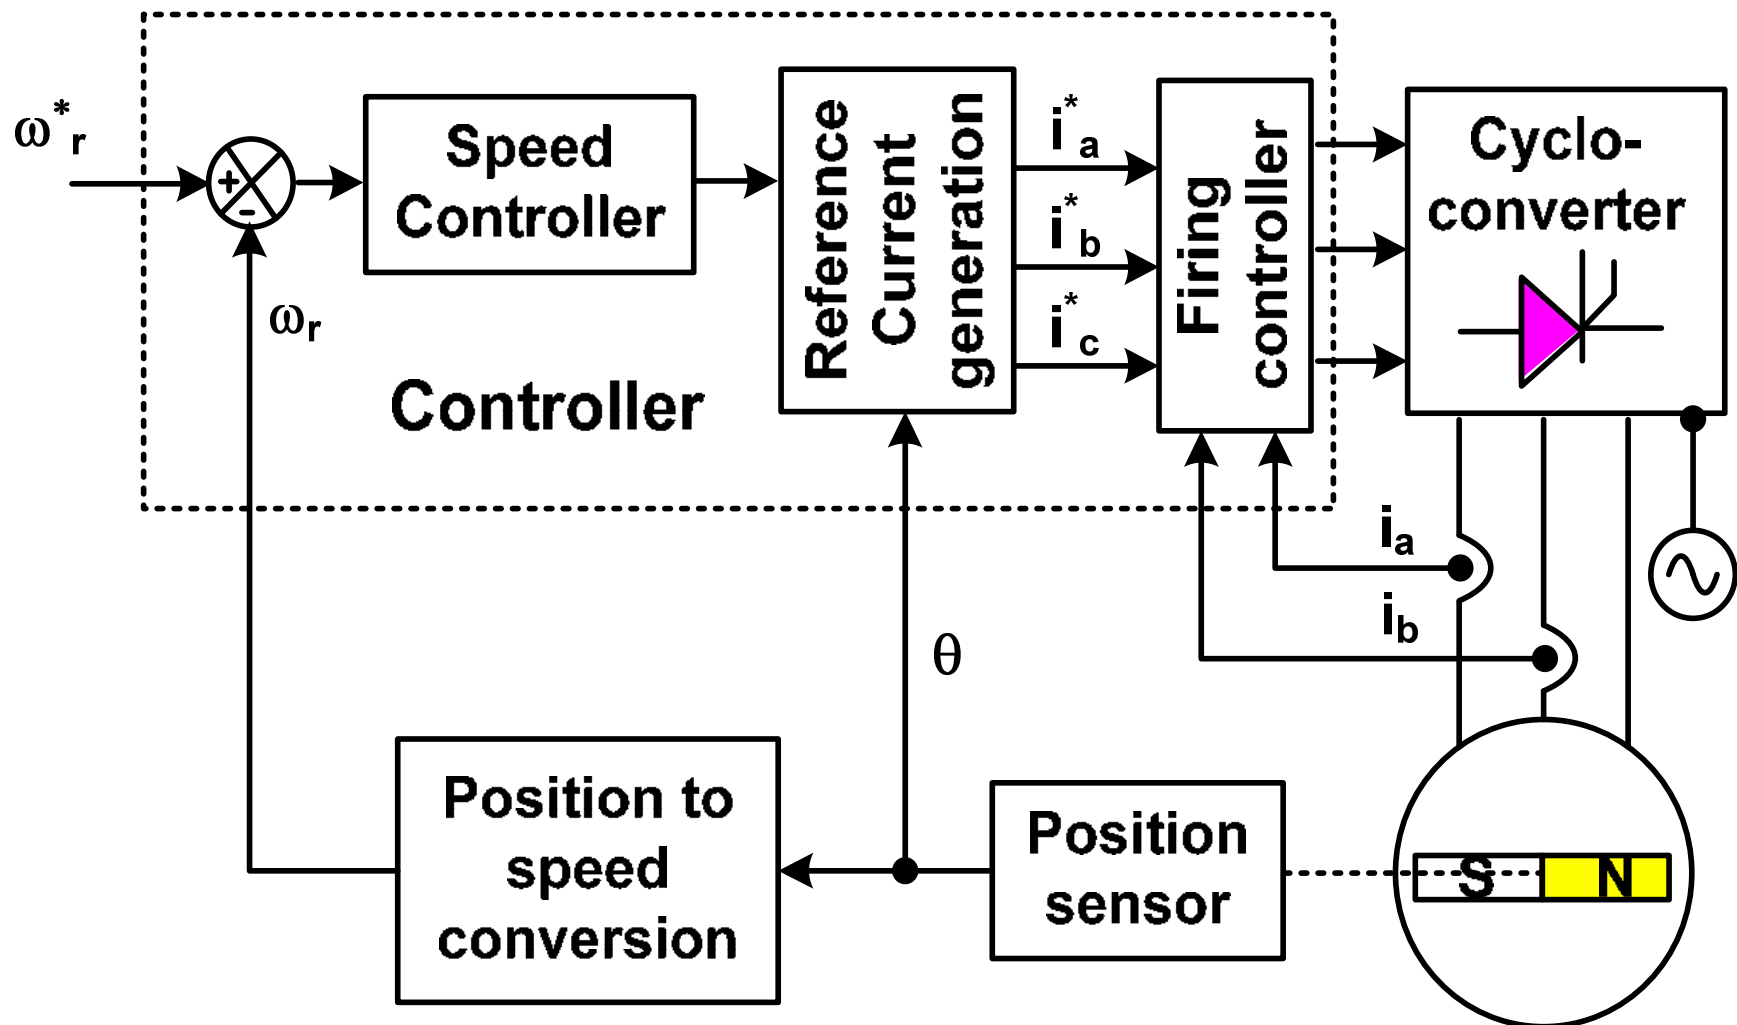 ω*r
+
-
Speed
Controller
Reference
Current
generation
i*a
i*b
i*c
Firing
controller
Cyclo-
converter
ωr
Controller
ia
ib
θ
Position to
speed
conversion
Position
sensor
S N